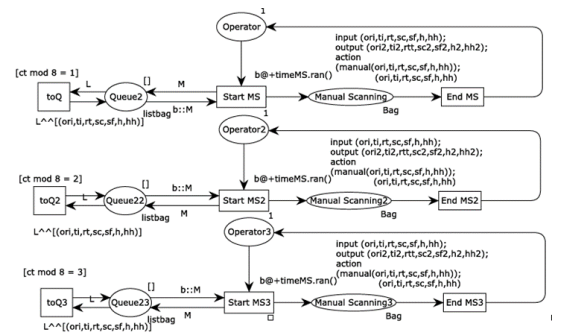 1
Operator
input (ori,ti,rt,sc,sf,h,hh);
output (ori2,ti2,rtt,sc2,sf2,h2,hh2);
action
(manual(ori,ti,rt,sc,sf,h,hh));
(ori,ti,rt,sc,sf,h,hh)
b@+timeMS.ran()
[ct mod 8 = 1]
L
[]
M
toQ
Queue2
Start MS
Manual Scanning
End MS
listbag
b::M
Bag
L^^[(ori,ti,rt,sc,sf,h,hh)]
1
Operator2
input (ori,ti,rt,sc,sf,h,hh);
output (ori2,ti2,rtt,sc2,sf2,h2,hh2);
action
(manual(ori,ti,rt,sc,sf,h,hh));
(ori,ti,rt,sc,sf,h,hh)
b@+timeMS.ran()
[ct mod 8 = 2]
[]
b::M
toQ2
L
Queue22
Start MS2
Manual Scanning2
End MS2
listbag
M
Bag
L^^[(ori,ti,rt,sc,sf,h,hh)]
1
Operator3
input (ori,ti,rt,sc,sf,h,hh);
output (ori2,ti2,rtt,sc2,sf2,h2,hh2);
action
(manual(ori,ti,rt,sc,sf,h,hh));
(ori,ti,rt,sc,sf,h,hh)
b@+timeMS.ran()
[ct mod 8 = 3]
[]
b::M
toQ3
L
Queue23
Start MS3
Manual Scanning3
End MS3
listbag
M
Bag
L^^[(ori,ti,rt,sc,sf,h,hh)]